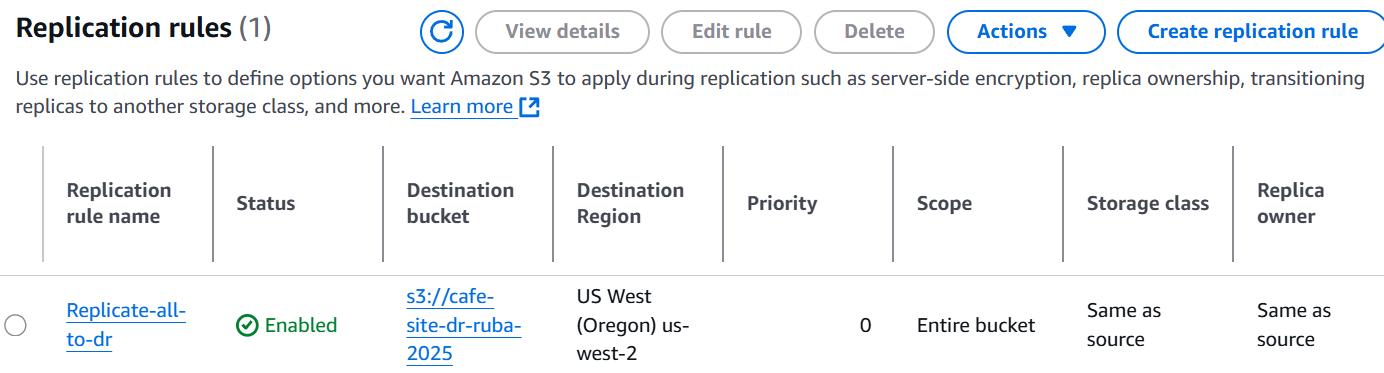 Replication rules (1)
View details
Edit rule
Delete
Actions
Create replication rule
Use replication rules to define options you want Amazon S3 to apply during replication such as server-side encryption, replica ownership, transitioning
replicas to another storage class, and more. Learn more
Replication
rule name
Status
Destination
bucket
Destination
Region
Priority
Scope
Storage class
Replica
owner
Replicate-all-
to-dr
Enabled
s3://cafe-
site-dr-ruba-
2025
US West
(Oregon) us-
west-2
0
Entire bucket
Same as
source
Same as
source